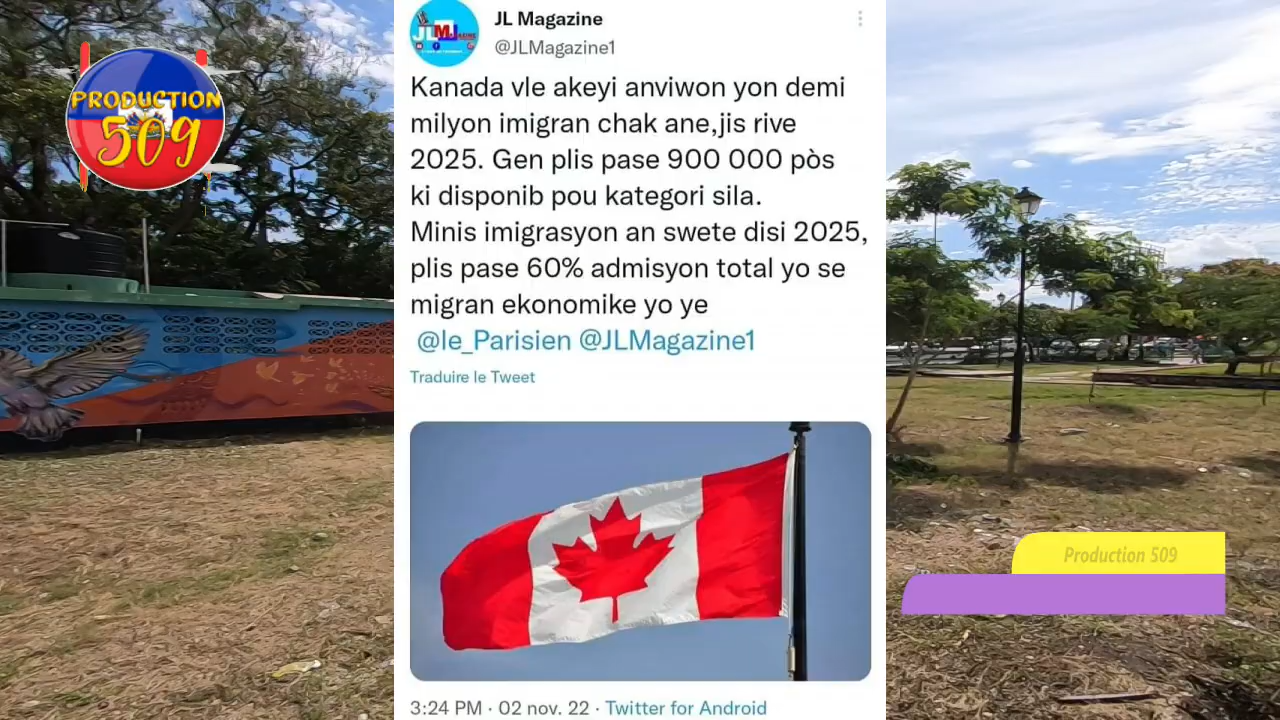 PRODUCTION
509
JL Magazine
@JLMagazine1
Kanada vle akeyi anviwon yon demi
milyon imigran chak ane,jis rive
2025. Gen plis pase 900 000 pòs
ki disponib pou kategori sila.
Minis imigrasyon an swete disi 2025,
plis pase 60% admisyon total yo se
migran ekonomike yo ye
@le_Parisien @JLMagazine1
Traduire le Tweet
3:24 PM · 02 nov. 22 · Twitter for Android
Production 509